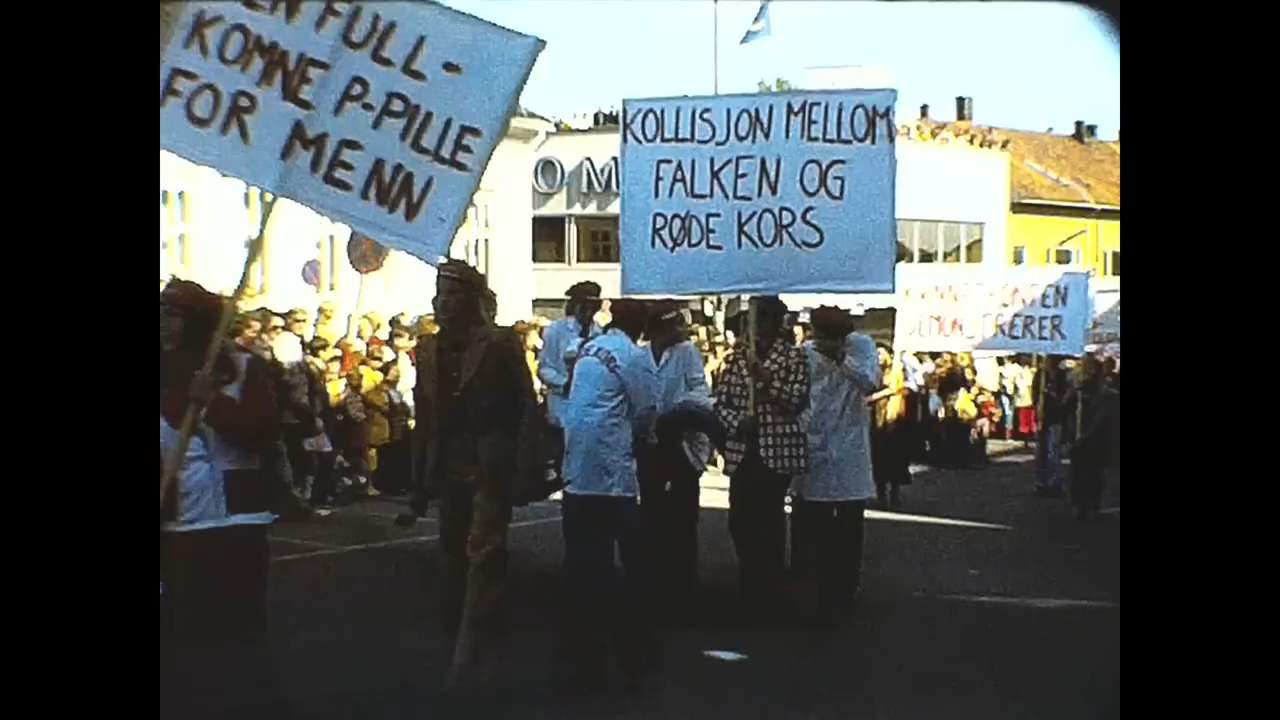 EN FULL-
KOMNE P-PILLE
FOR MENN
OM
KOLLISJON MELLOM
FALKEN OG
RØDE KORS
DEMONSTRERER